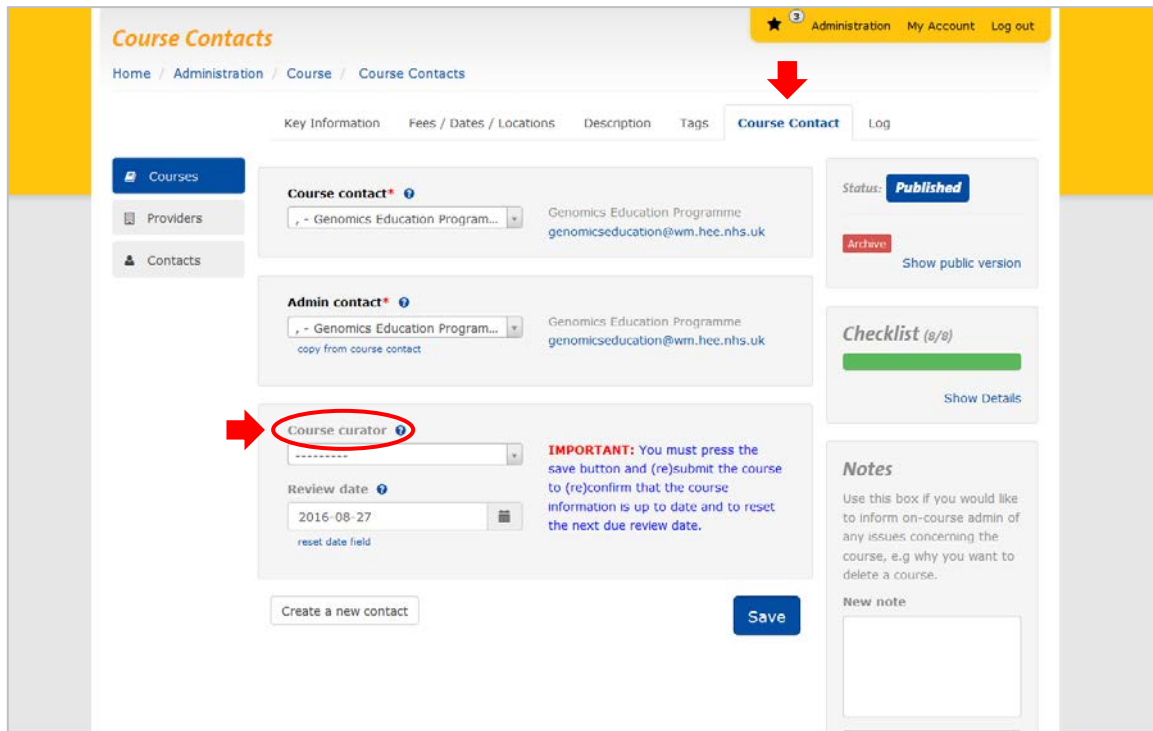 3
Administration My Account Log out
Course Contacts
Home / Administration / Course / Course Contacts
Key Information Fees / Dates / Locations Description Tags Course Contact Log
Courses
Providers
Contacts
Course contact* ?
, - Genomics Education Program...
Genomics Education Programme
genomicseducation@wm.hee.nhs.uk
Admin contact* ?
, - Genomics Education Program...
copy from course contact
Genomics Education Programme
genomicseducation@wm.hee.nhs.uk
Course curator ?
---------
Review date ?
2016-08-27
reset date field
IMPORTANT: You must press the
save button and (re)submit the course
to (re)confirm that the course
information is up to date and to reset
the next due review date.
Create a new contact
Save
Status: Published
Archive
Show public version
Checklist (8/8)
Show Details
Notes
Use this box if you would like
to inform on-course admin of
any issues concerning the
course, e.g why you want to
delete a course.
New note